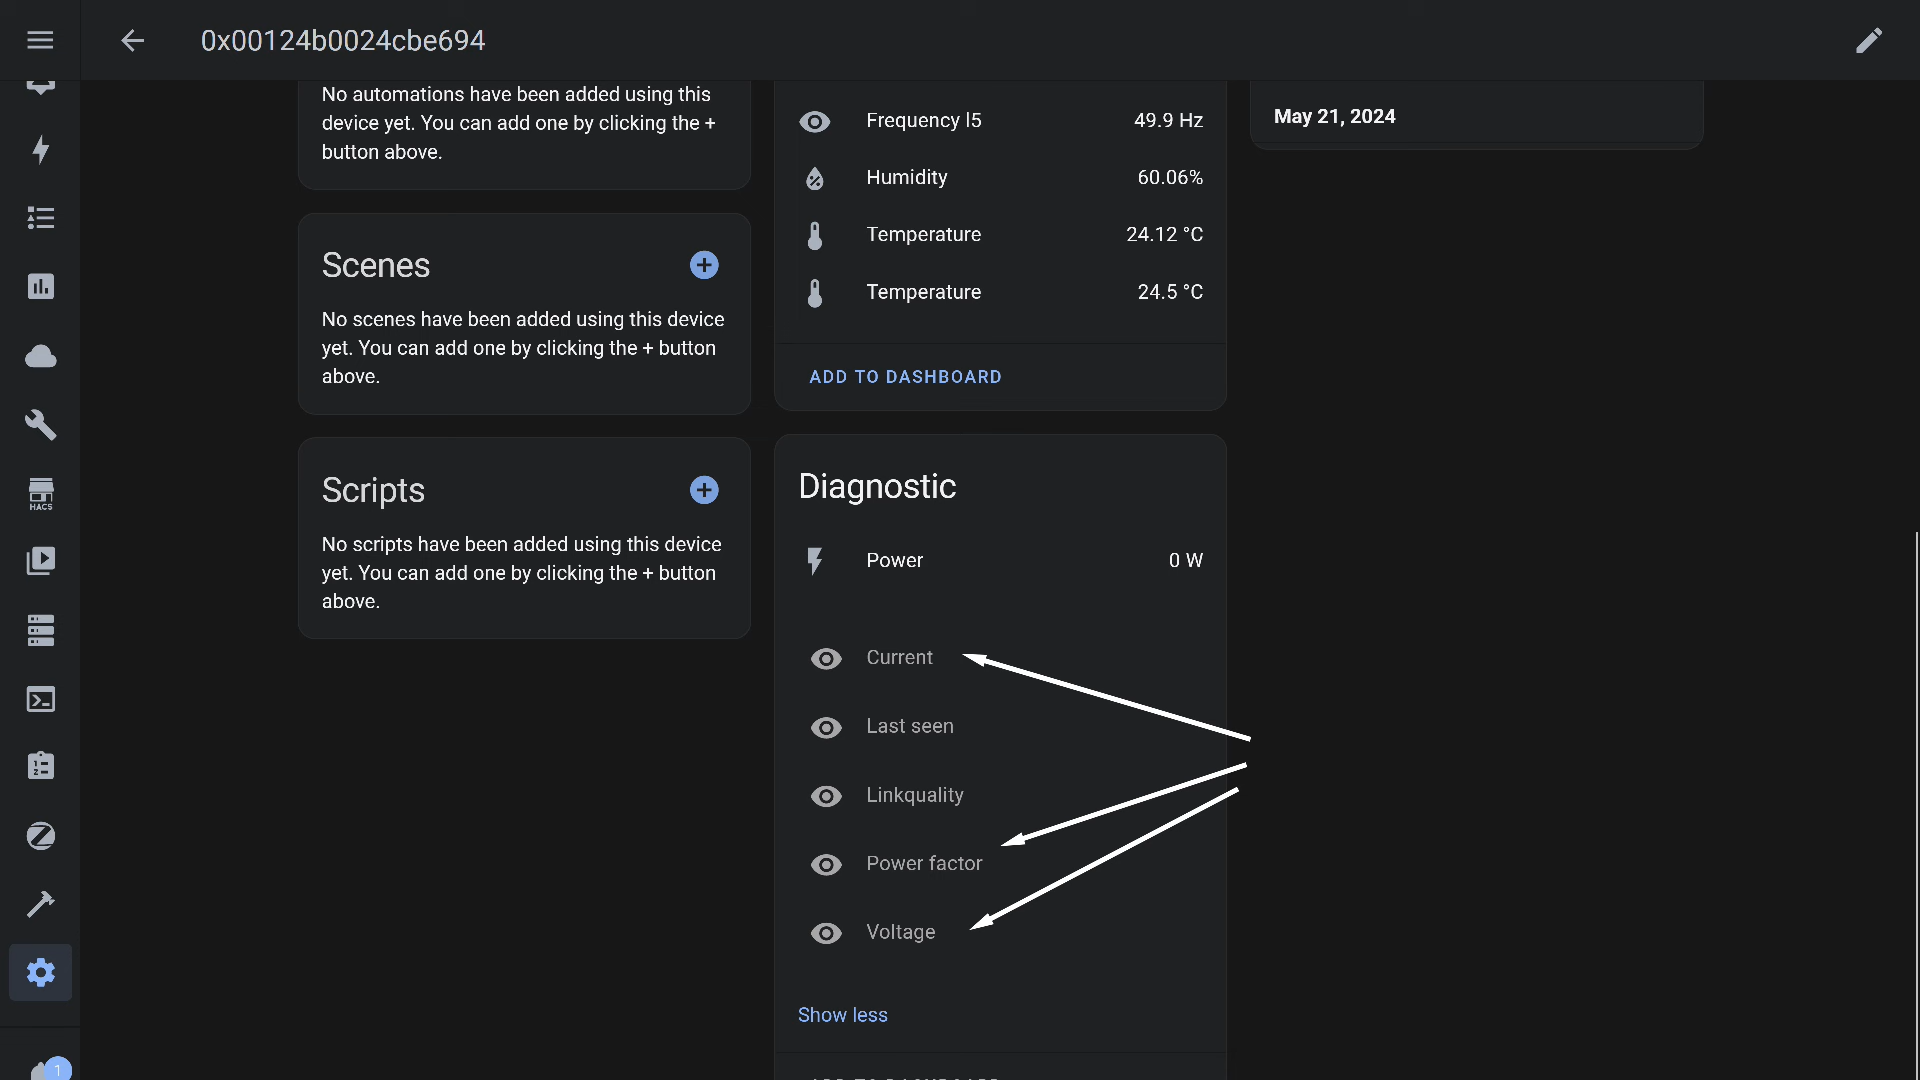 0x00124b0024cbe694
No automations have been added using this
device yet. You can add one by clicking the +
button above.
Scenes
No scenes have been added using this device
yet. You can add one by clicking the + button
above.
Scripts
No scripts have been added using this device
yet. You can add one by clicking the + button
above.
Frequency l5 49.9 Hz
Humidity 60.06%
Temperature 24.12 °C
Temperature 24.5 °C
ADD TO DASHBOARD
Diagnostic
Power 0 W
Current
Last seen
Linkquality
Power factor
Voltage
Show less
May 21, 2024
HACS
1